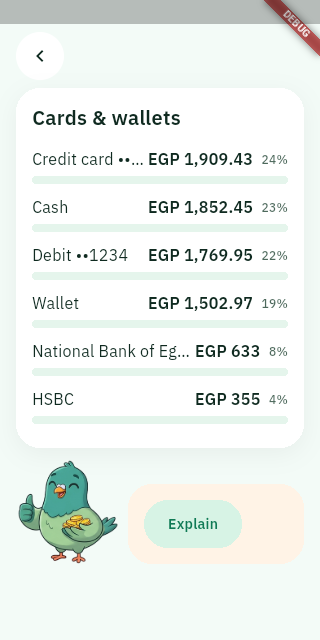 DEBUG
Cards & wallets
Credit card ••... EGP 1,909.43 24%
Cash EGP 1,852.45 23%
Debit ••1234 EGP 1,769.95 22%
Wallet EGP 1,502.97 19%
National Bank of Eg... EGP 633 8%
HSBC EGP 355 4%
Explain